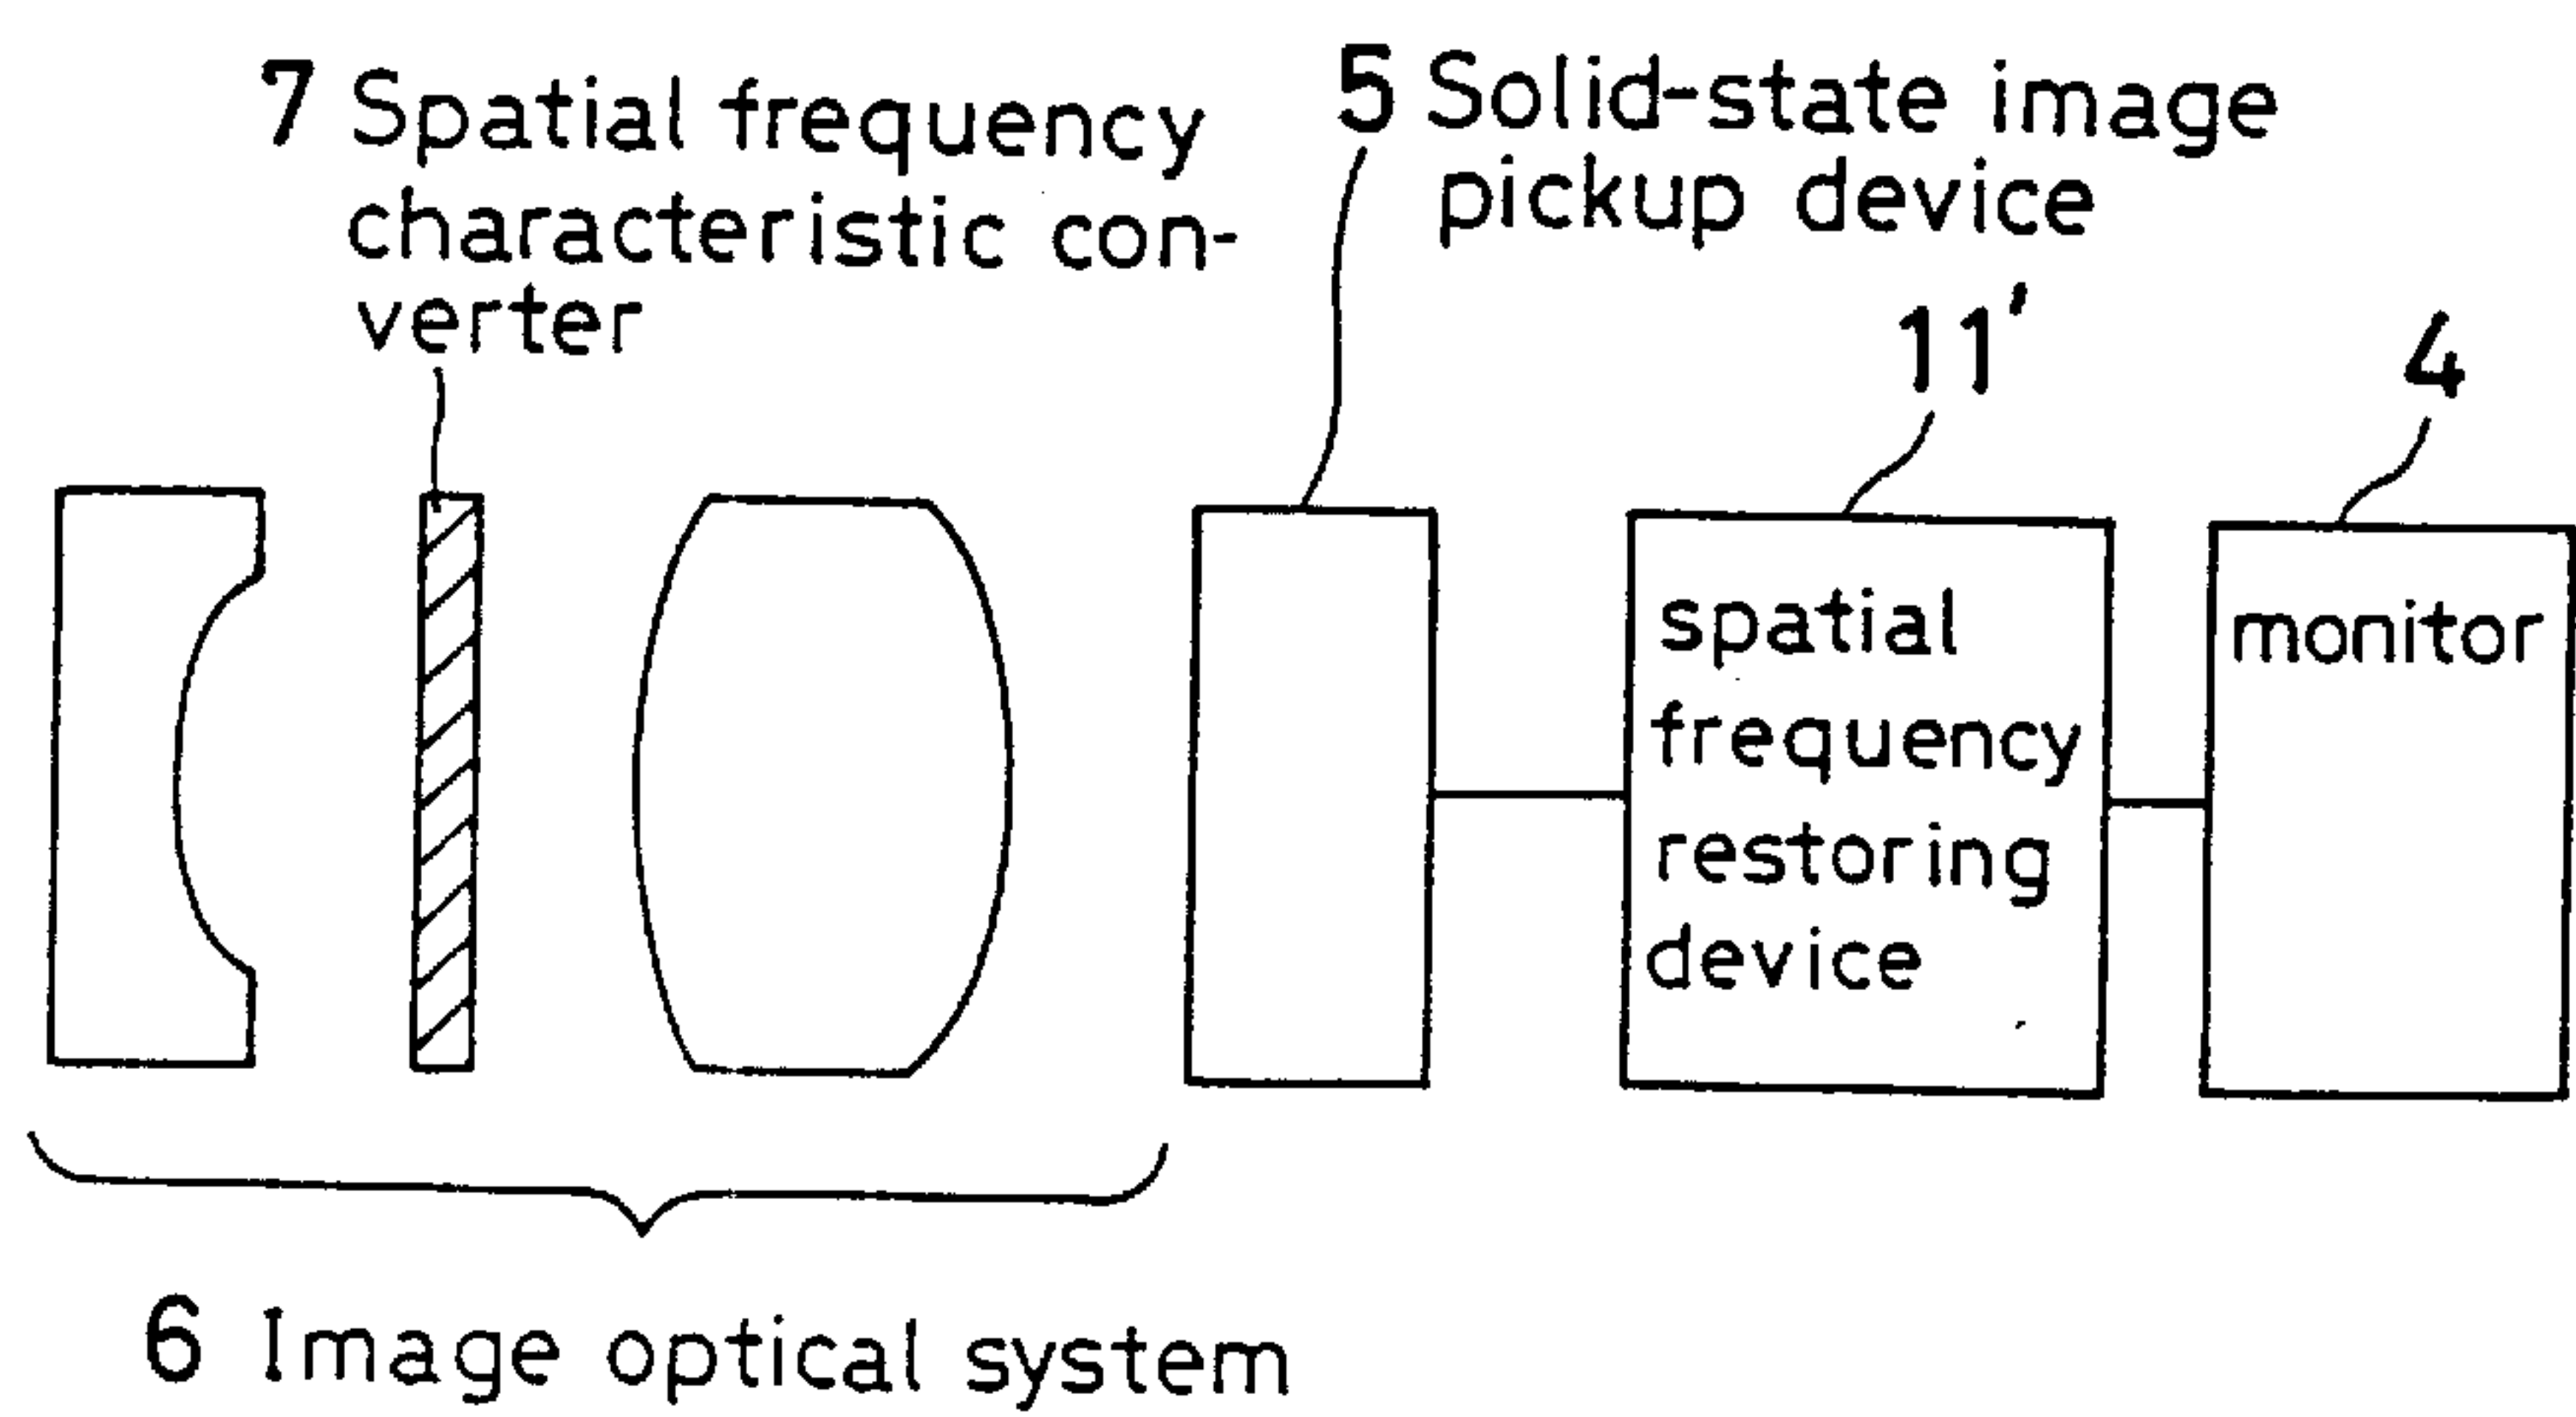 7 Spatial frequency
characteristic con-
verter
5 Solid-state image
pickup device
11′
4
spatial
frequency
restoring
device
monitor
6 Image optical system